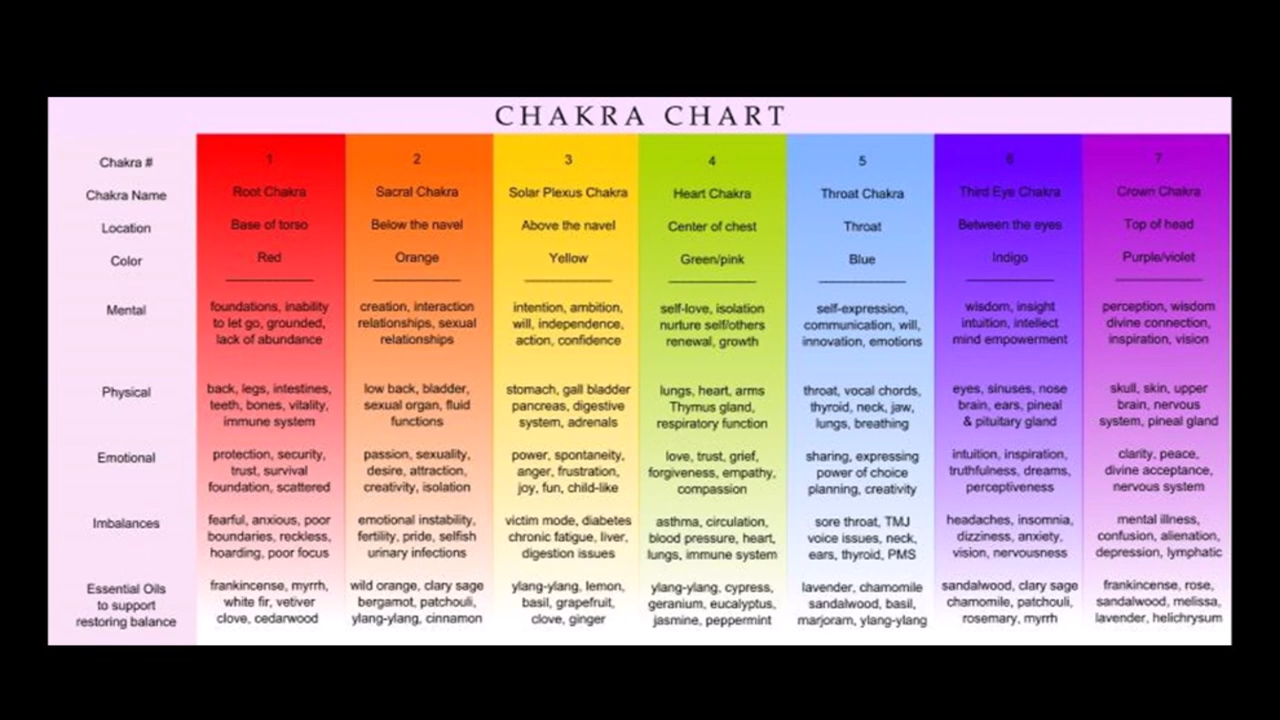 CHAKRA CHART
Chakra # 1 2 3 4 5 6 7
Chakra Name Root Chakra Sacral Chakra Solar Plexus Chakra Heart Chakra Throat Chakra Third Eye Chakra Crown Chakra
Location Base of torso Below the navel Above the navel Center of chest Throat Between the eyes Top of head
Color Red Orange Yellow Green/pink Blue Indigo Purple/violet
Mental foundations, inability creation, interaction intention, ambition, self-love, isolation self-expression, wisdom, insight perception, wisdom
to let go, grounded, relationships, sexual will, independence, nurture self/others communication, will, intuition, intellect divine connection,
lack of abundance relationships action, confidence renewal, growth innovation, emotions mind empowerment inspiration, vision
Physical back, legs, intestines, low back, bladder, stomach, gall bladder lungs, heart, arms throat, vocal chords, eyes, sinuses, nose skull, skin, upper
teeth, bones, vitality, sexual organ, fluid pancreas, digestive Thymus gland, thyroid, neck, jaw, brain, ears, pineal brain, nervous
immune system functions system, adrenals respiratory function lungs, breathing & pituitary gland system, pineal gland
Emotional protection, security, passion, sexuality, power, spontaneity, love, trust, grief, sharing, expressing intuition, inspiration, clarity, peace,
trust, survival desire, attraction, anger, frustration, forgiveness, empathy, power of choice truthfulness, dreams, divine acceptance,
foundation, scattered creativity, isolation joy, fun, child-like compassion planning, creativity perceptiveness nervous system
Imbalances fearful, anxious, poor emotional instability, victim mode, diabetes asthma, circulation, sore throat, TMJ headaches, insomnia, mental illness,
boundaries, reckless, fertility, pride, selfish chronic fatigue, liver, blood pressure, heart, voice issues, neck, dizziness, anxiety, confusion, alienation,
hoarding, poor focus urinary infections digestion issues lungs, immune system ears, thyroid, PMS vision, nervousness depression, lymphatic
Essential Oils frankincense, myrrh, wild orange, clary sage ylang-ylang, lemon, ylang-ylang, cypress, lavender, chamomile sandalwood, clary sage frankincense, rose,
to support white fir, vetiver bergamot, patchouli, basil, grapefruit, geranium, eucalyptus, sandalwood, basil, chamomile, patchouli, sandalwood, melissa,
restoring balance clove, cedarwood ylang-ylang, cinnamon clove, ginger jasmine, peppermint marjoram, ylang-ylang rosemary, myrrh lavender, helichrysum